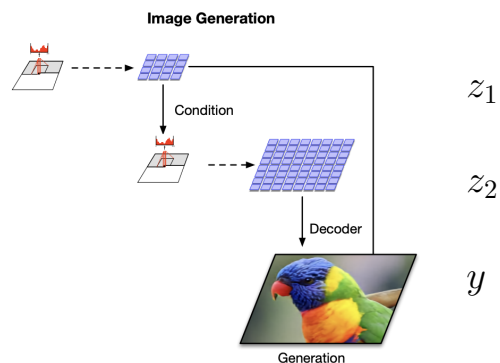 Image Generation
z₁
Condition
z₂
Decoder
y
Generation